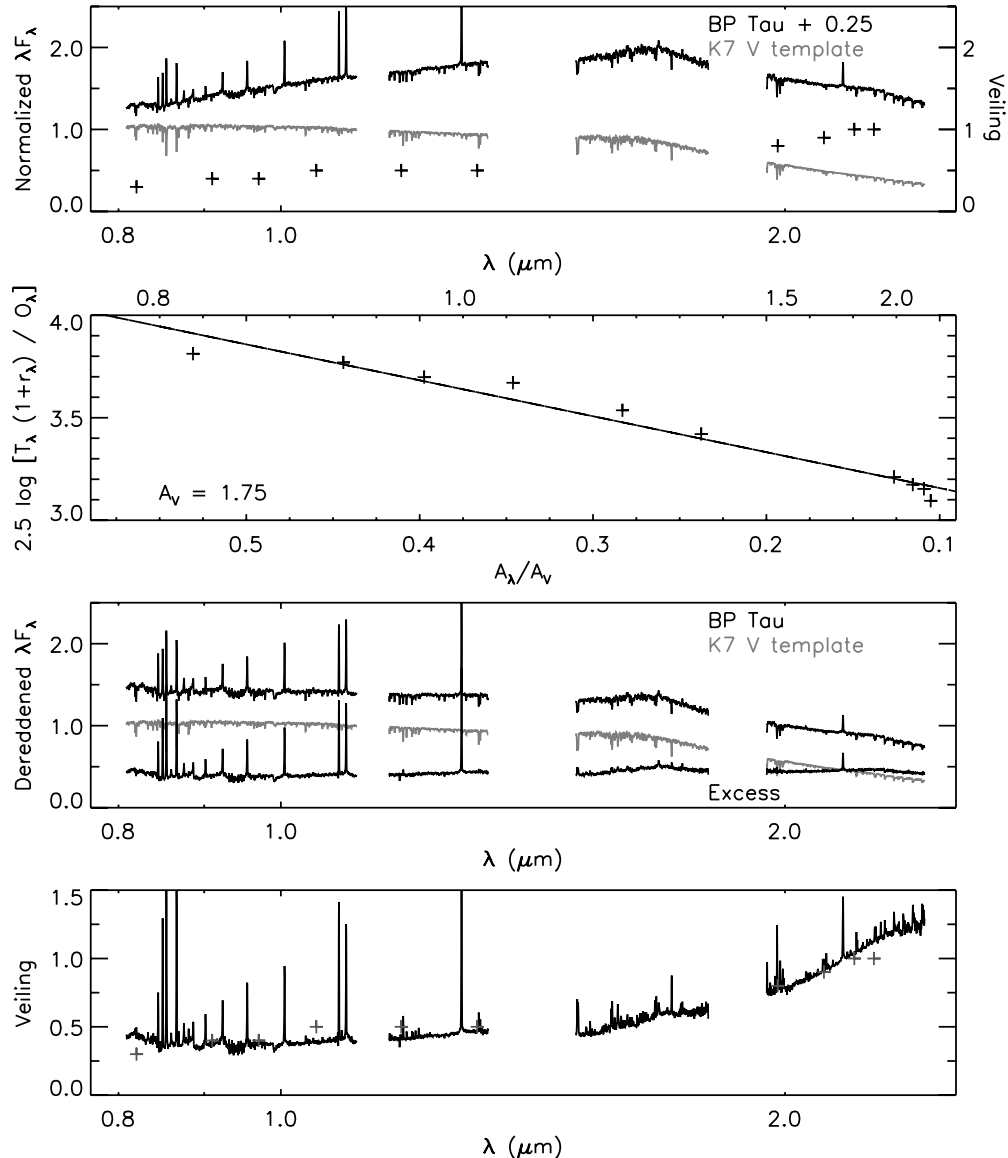 BP Tau + 0.25
K7 V template
Normalized λF_λ
Veiling
2.0
1.0
0.0
2
1
0
0.8
1.0
2.0
λ (μm)
0.8
1.0
1.5
2.0
2.5 log [T_λ (1+r_λ) / O_λ]
4.0
3.5
3.0
A_V = 1.75
0.5
0.4
0.3
0.2
0.1
A_λ/A_V
BP Tau
K7 V template
Dereddened λF_λ
2.0
1.0
0.0
Excess
0.8
1.0
2.0
λ (μm)
Veiling
1.5
1.0
0.5
0.0
0.8
1.0
2.0
λ (μm)